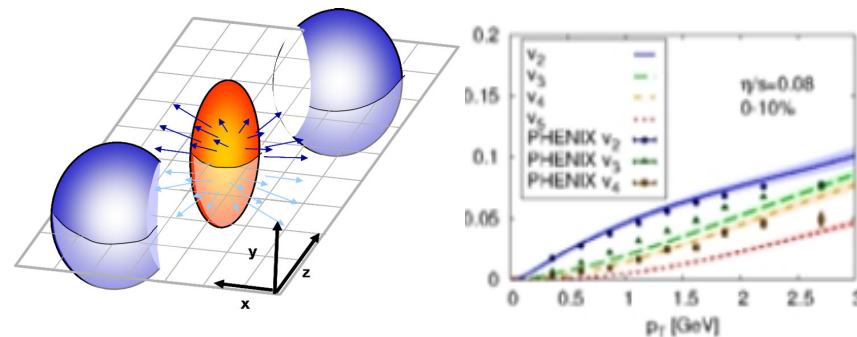 y
z
x
0.2
0.15
0.1
0.05
0
v2
v3
v4
v5
PHENIX v2
PHENIX v3
PHENIX v4
η/s=0.08
0-10%
0 0.5 1 1.5 2 2.5 3
pT [GeV]